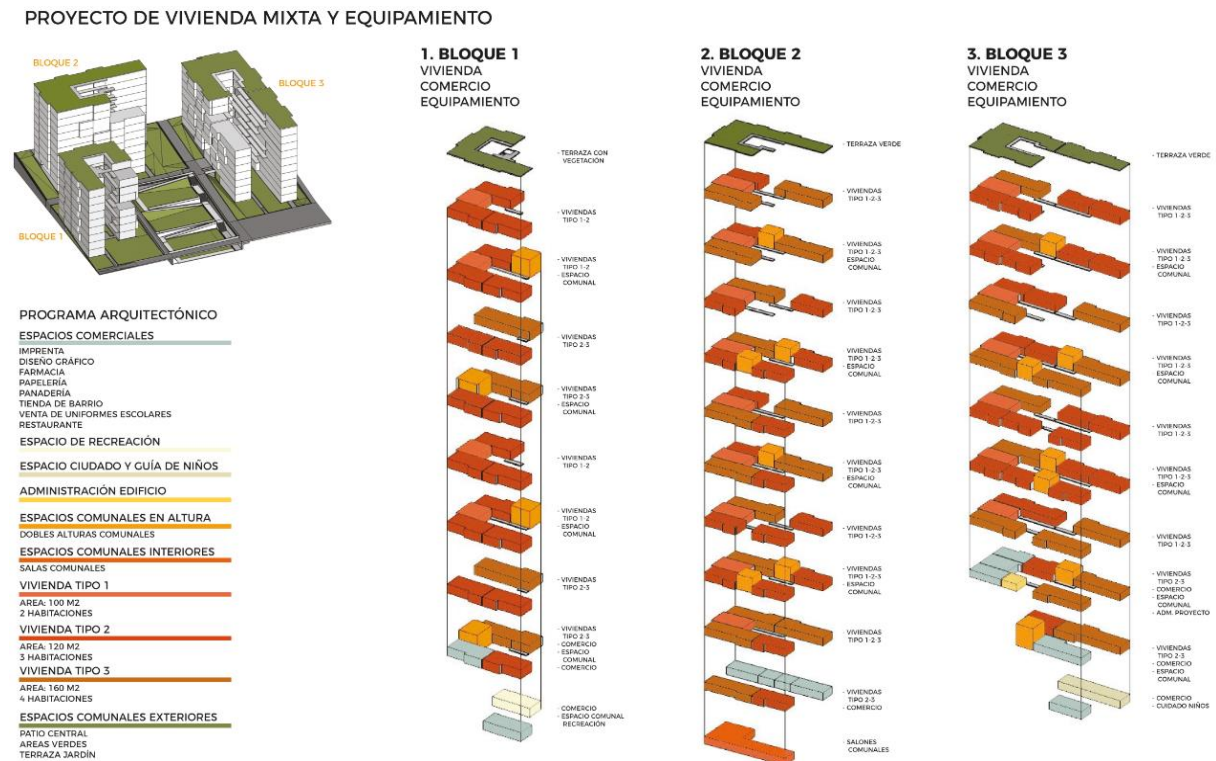 PROYECTO DE VIVIENDA MIXTA Y EQUIPAMIENTO
BLOQUE 2
BLOQUE 3
BLOQUE 1
PROGRAMA ARQUITECTÓNICO
ESPACIOS COMERCIALES
IMPRENTA
DISEÑO GRÁFICO
FARMACIA
PAPELERÍA
PANADERÍA
TIENDA DE BARRIO
VENTA DE UNIFORMES ESCOLARES
RESTAURANTE
ESPACIO DE RECREACIÓN
ESPACIO CIUDADO Y GUÍA DE NIÑOS
ADMINISTRACIÓN EDIFICIO
ESPACIOS COMUNALES EN ALTURA
DOBLES ALTURAS COMUNALES
ESPACIOS COMUNALES INTERIORES
SALAS COMUNALES
VIVIENDA TIPO 1
AREA: 100 M2
2 HABITACIONES
VIVIENDA TIPO 2
AREA: 120 M2
3 HABITACIONES
VIVIENDA TIPO 3
AREA: 160 M2
4 HABITACIONES
ESPACIOS COMUNALES EXTERIORES
PATIO CENTRAL
AREAS VERDES
TERRAZA JARDÍN
1. BLOQUE 1
VIVIENDA
COMERCIO
EQUIPAMIENTO
- TERRAZA CON
VEGETACIÓN
- VIVIENDAS
TIPO 1-2
- VIVIENDAS
TIPO 1-2
- ESPACIO
COMUNAL
- VIVIENDAS
TIPO 2-3
- VIVIENDAS
TIPO 2-3
- ESPACIO
COMUNAL
- VIVIENDAS
TIPO 1-2
- VIVIENDAS
TIPO 1-2
- ESPACIO
COMUNAL
- VIVIENDAS
TIPO 2-3
- VIVIENDAS
TIPO 2-3
- COMERCIO
- ESPACIO
COMUNAL
- COMERCIO
- COMERCIO
- ESPACIO COMUNAL
RECREACIÓN
2. BLOQUE 2
VIVIENDA
COMERCIO
EQUIPAMIENTO
- TERRAZA VERDE
- VIVIENDAS
TIPO 1-2-3
- VIVIENDAS
TIPO 1-2-3
- ESPACIO
COMUNAL
- VIVIENDAS
TIPO 1-2-3
- VIVIENDAS
TIPO 1-2-3
- ESPACIO
COMUNAL
- VIVIENDAS
TIPO 1-2-3
- VIVIENDAS
TIPO 1-2-3
- ESPACIO
COMUNAL
- VIVIENDAS
TIPO 1-2-3
- VIVIENDAS
TIPO 1-2-3
- ESPACIO
COMUNAL
- VIVIENDAS
TIPO 1-2-3
- VIVIENDAS
TIPO 2-3
- COMERCIO
- SALONES
COMUNALES
3. BLOQUE 3
VIVIENDA
COMERCIO
EQUIPAMIENTO
- TERRAZA VERDE
- VIVIENDAS
TIPO 1-2-3
- VIVIENDAS
TIPO 1-2-3
- ESPACIO
COMUNAL
- VIVIENDAS
TIPO 1-2-3
- VIVIENDAS
TIPO 1-2-3
ESPACIO
COMUNAL
- VIVIENDAS
TIPO 1-2-3
- VIVIENDAS
TIPO 1-2-3
- ESPACIO
COMUNAL
- VIVIENDAS
TIPO 1-2-3
- VIVIENDAS
TIPO 2-3
- COMERCIO
- ESPACIO
COMUNAL
- ADM. PROYECTO
- VIVIENDAS
TIPO 2-3
- COMERCIO
- ESPACIO
COMUNAL
- COMERCIO
- CUIDADO NIÑOS